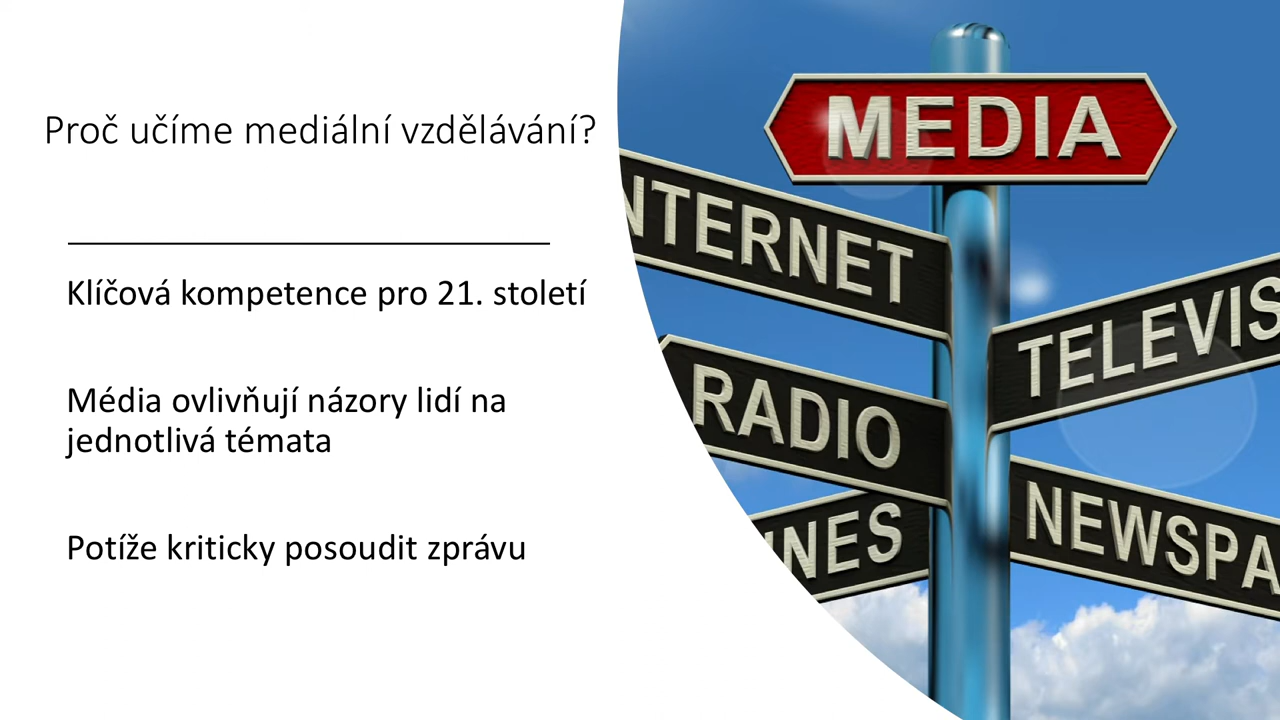 Proč učíme mediální vzdělávání?
Klíčová kompetence pro 21. století
Média ovlivňují názory lidí na
jednotlivá témata
Potíže kriticky posoudit zprávu
MEDIA
NTERNET
TELEVIS
RADIO
NEWSPA
INES